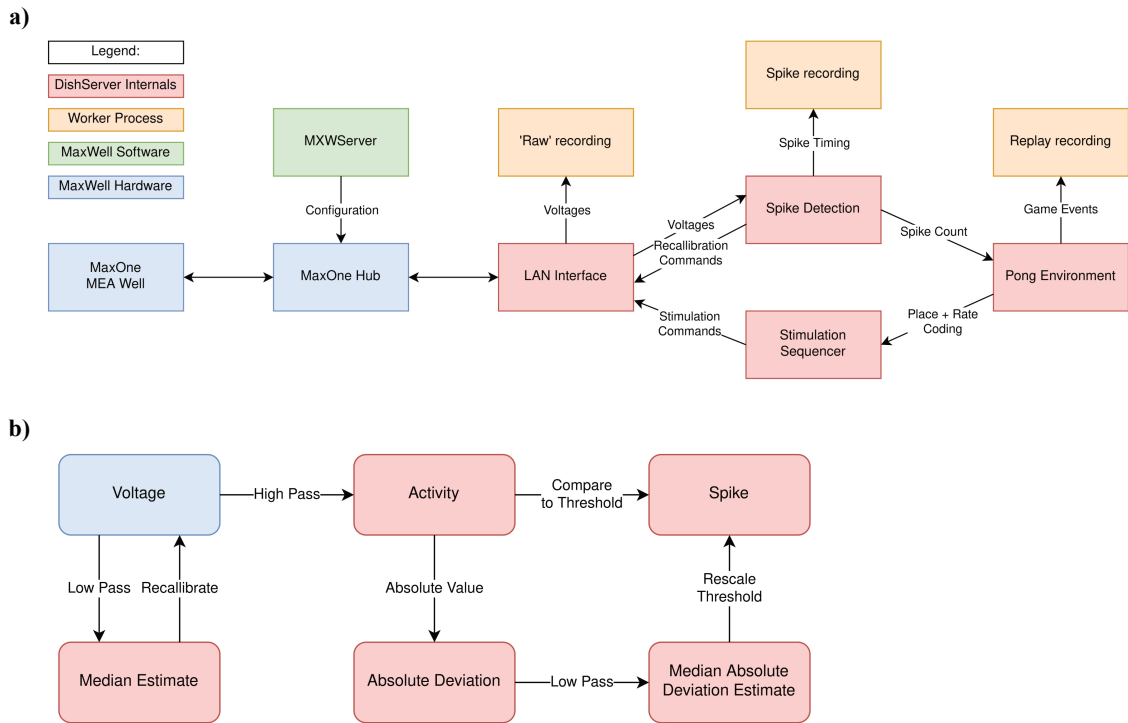 a)
Legend:
DishServer Internals
Worker Process
MaxWell Software
MaxWell Hardware
MXWServer
'Raw' recording
Spike recording
Replay recording
Configuration
Voltages
Spike Timing
Game Events
Voltages
Recallibration
Commands
Spike Detection
Spike Count
MaxOne
MEA Well
MaxOne Hub
LAN Interface
Pong Environment
Stimulation
Commands
Stimulation
Sequencer
Place + Rate
Coding
b)
Voltage
High Pass
Activity
Compare
to Threshold
Spike
Low Pass
Recallibrate
Absolute Value
Rescale
Threshold
Median Estimate
Absolute Deviation
Low Pass
Median Absolute
Deviation Estimate